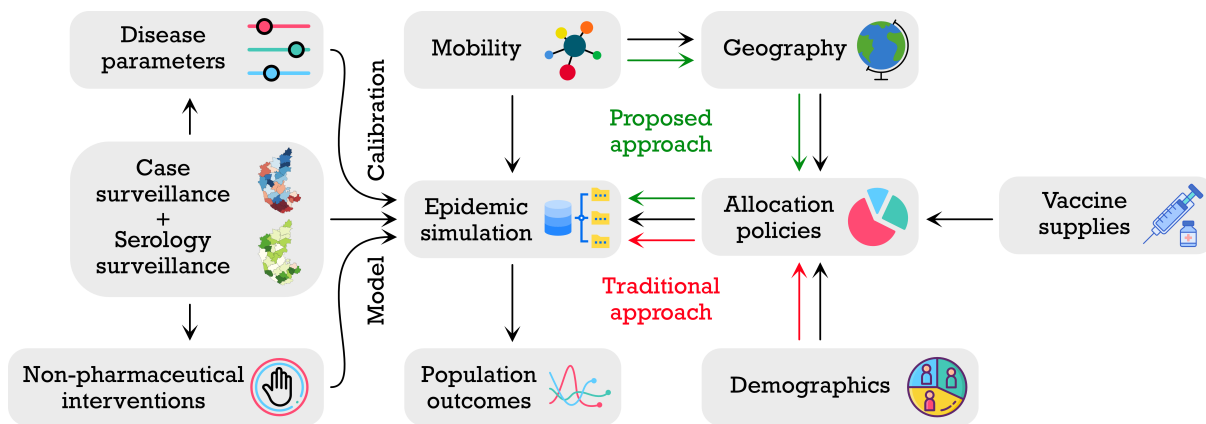 Disease
parameters
Mobility
Geography
Calibration
Proposed
approach
Case
surveillance
+
Serology
surveillance
Epidemic
simulation
Allocation
policies
Vaccine
supplies
Model
Traditional
approach
Non-pharmaceutical
interventions
Population
outcomes
Demographics